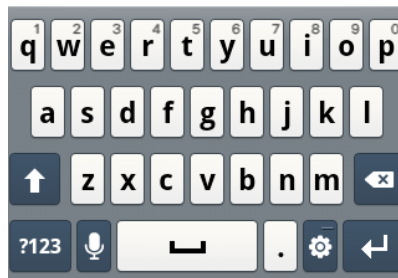 1 2 3 4 5 6 7 8 9 0
q w e r t y u i o p
a s d f g h j k l
z x c v b n m
?123 .